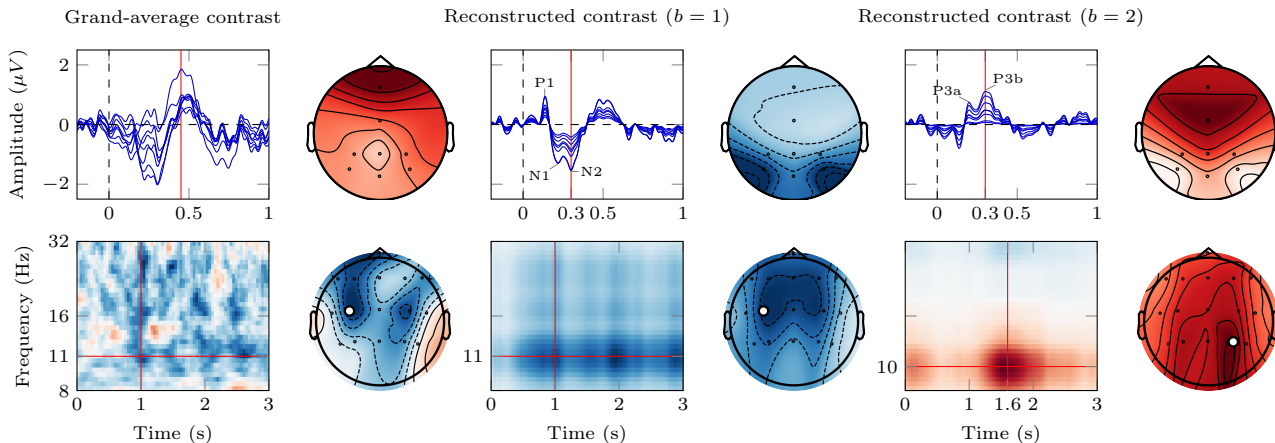 Grand-average contrast
Reconstructed contrast (b = 1)
Reconstructed contrast (b = 2)
Amplitude (μV)
2
0
−2
0
0.5
1
P1
N1
N2
0
0.3
0.5
1
P3a
P3b
0
0.3
0.5
1
Frequency (Hz)
32
16
11
8
0
1
2
3
Time (s)
11
0
1
2
3
Time (s)
10
0
1
1.6
2
3
Time (s)